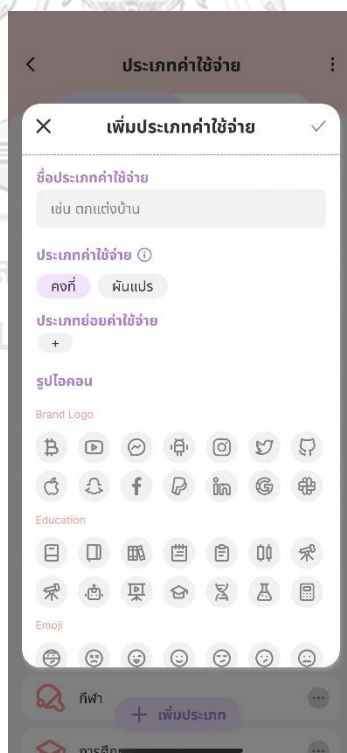 ประเภทค่าใช้จ่าย
เพิ่มประเภทค่าใช้จ่าย
ชื่อประเภทค่าใช้จ่าย
เช่น ตกแต่งบ้าน
ประเภทค่าใช้จ่าย
คงที่ ผันแปร
ประเภทย่อยค่าใช้จ่าย
+
รูปไอคอน
Brand Logo
Education
Emoji
กีฬา
+ เพิ่มประเภท